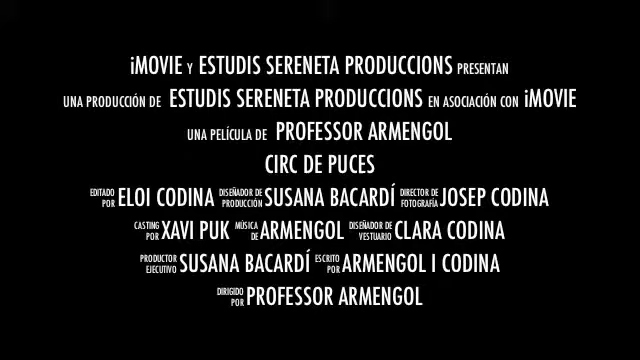 iMOVIE Y ESTUDIS SERENETA PRODUCCIONS PRESENTAN
UNA PRODUCCIÓN DE ESTUDIS SERENETA PRODUCCIONS EN ASOCIACIÓN CON iMOVIE
UNA PELÍCULA DE PROFESSOR ARMENGOL
CIRC DE PUCES
EDITADO POR ELOI CODINA DISEÑADOR DE PRODUCCIÓN SUSANA BACARDÍ DIRECTOR DE FOTOGRAFÍA JOSEP CODINA
CASTING POR XAVI PUK MÚSICA DE ARMENGOL DISEÑADOR DE VESTUARIO CLARA CODINA
PRODUCTOR EJECUTIVO SUSANA BACARDÍ ESCRITO POR ARMENGOL I CODINA
DIRIGIDO POR PROFESSOR ARMENGOL